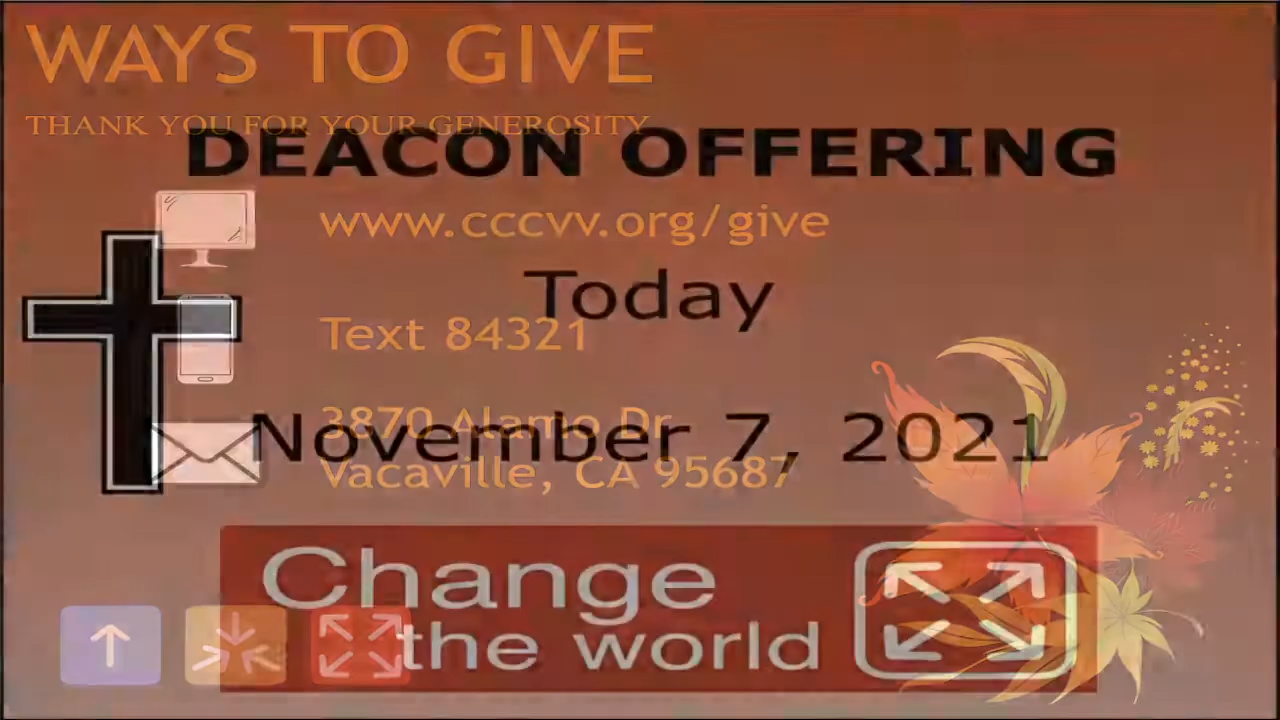 WAYS TO GIVE
THANK YOU FOR YOUR GENEROSITY
DEACON OFFERING
www.cccvv.org/give
Today
Text 84321
3870 Alamo Dr
November 7, 2021
Vacaville, CA 95687
Change
the world